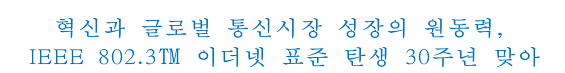 혁신과 글로벌 통신시장 성장의 원동력,
IEEE 802.3TM 이더넷 표준 탄생 30주년 맞아